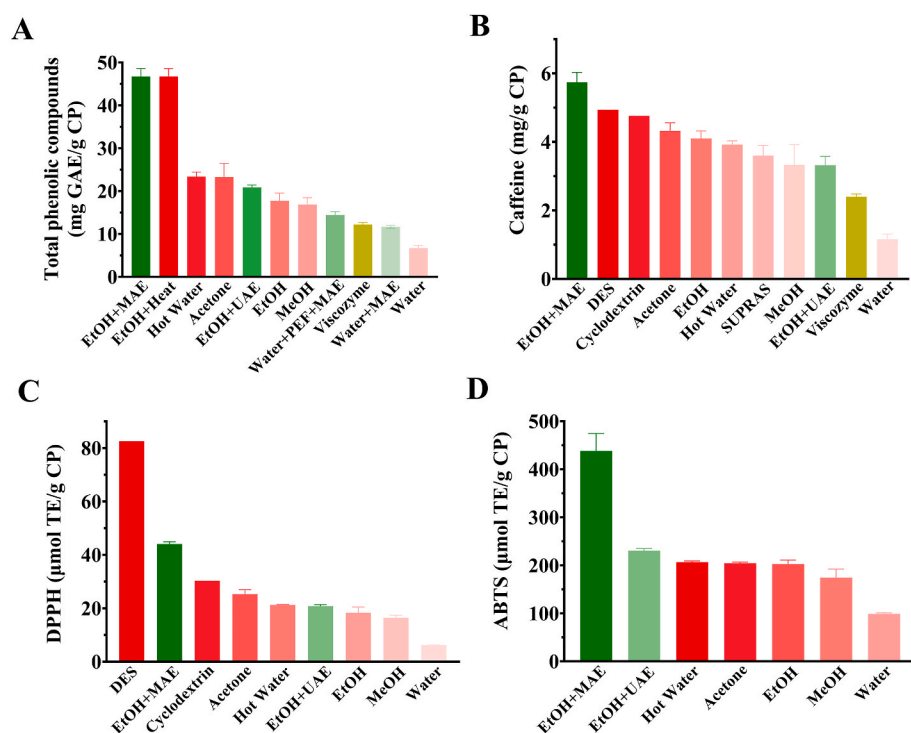 A
Total phenolic compounds
(mg GAE/g CP)
50
40
30
20
10
0
EtOH+MAE
EtOH+Heat
Hot Water
Acetone
EtOH+UAE
EtOH
MeOH
Water+PEF+MAE
Viscozyme
Water+MAE
Water
B
Caffeine (mg/g CP)
6
4
2
0
EtOH+MAE
DES
Cyclodextrin
Acetone
EtOH
Hot Water
SUPRAS
MeOH
EtOH+UAE
Viscozyme
Water
C
DPPH (μmol TE/g CP)
80
60
40
20
0
DES
EtOH+MAE
Cyclodextrin
Acetone
Hot Water
EtOH+UAE
EtOH
MeOH
Water
D
ABTS (μmol TE/g CP)
500
400
300
200
100
0
EtOH+MAE
EtOH+UAE
Hot Water
Acetone
EtOH
MeOH
Water